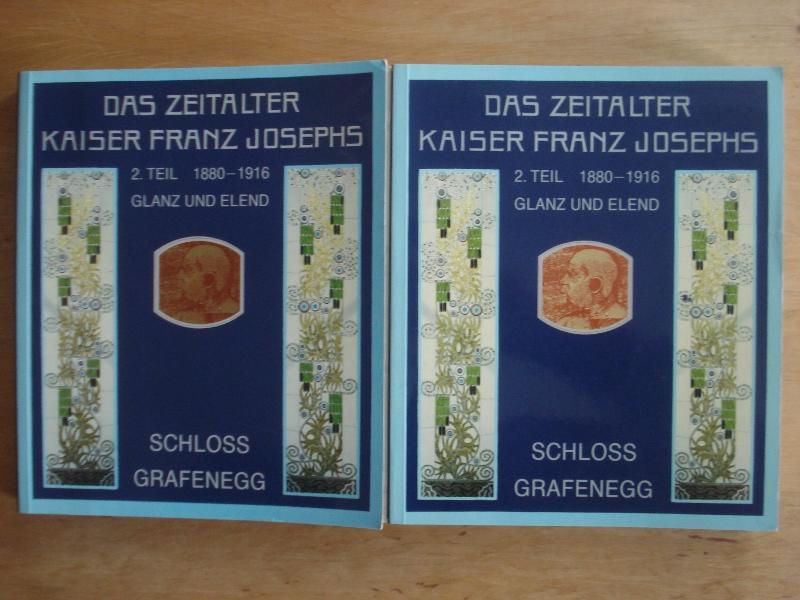 DAS ZEITALTER
KAISER FRANZ JOSEPHS
2. TEIL 1880–1916
GLANZ UND ELEND
SCHLOSS
GRAFENEGG
DAS ZEITALTER
KAISER FRANZ JOSEPHS
2. TEIL 1880–1916
GLANZ UND ELEND
SCHLOSS
GRAFENEGG